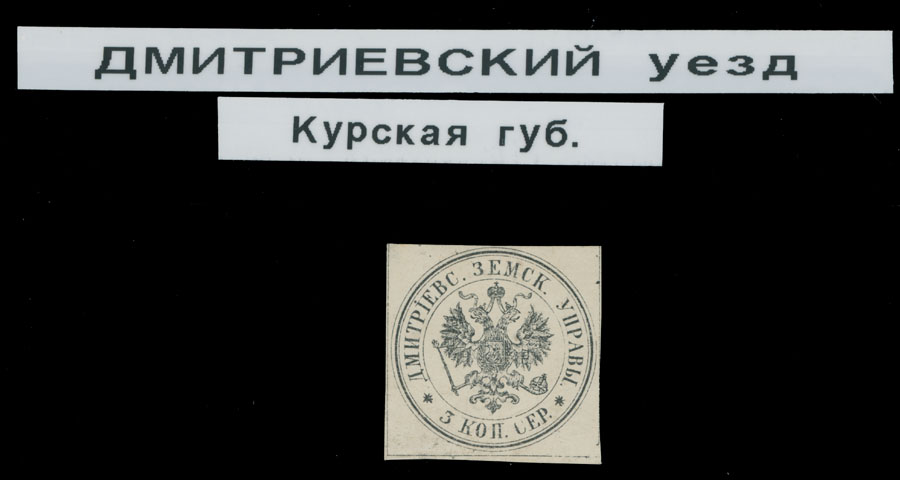 ДМИТРИЕВСКИЙ уезд
Курская губ.
ДМИТРІЕВС. ЗЕМСК. УПРАВЫ.
* 3 КОП. СЕР. *